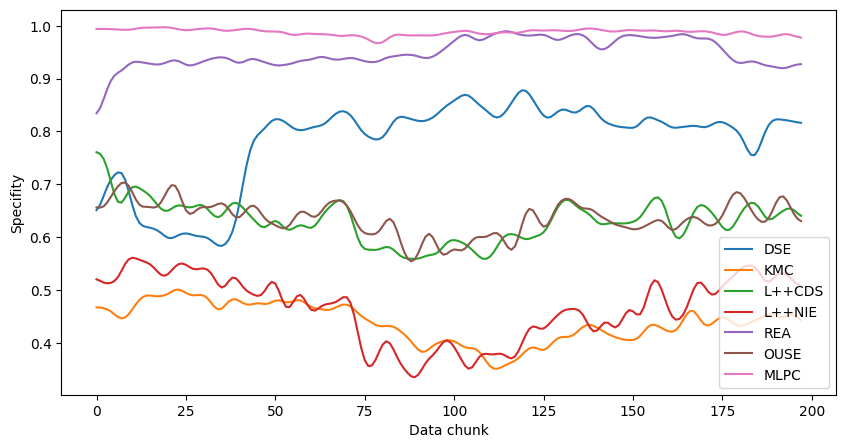 1.0
0.9
0.8
0.7
0.6
0.5
0.4
Specifity
0 25 50 75 100 125 150 175 200
Data chunk
DSE
KMC
L++CDS
L++NIE
REA
OUSE
MLPC